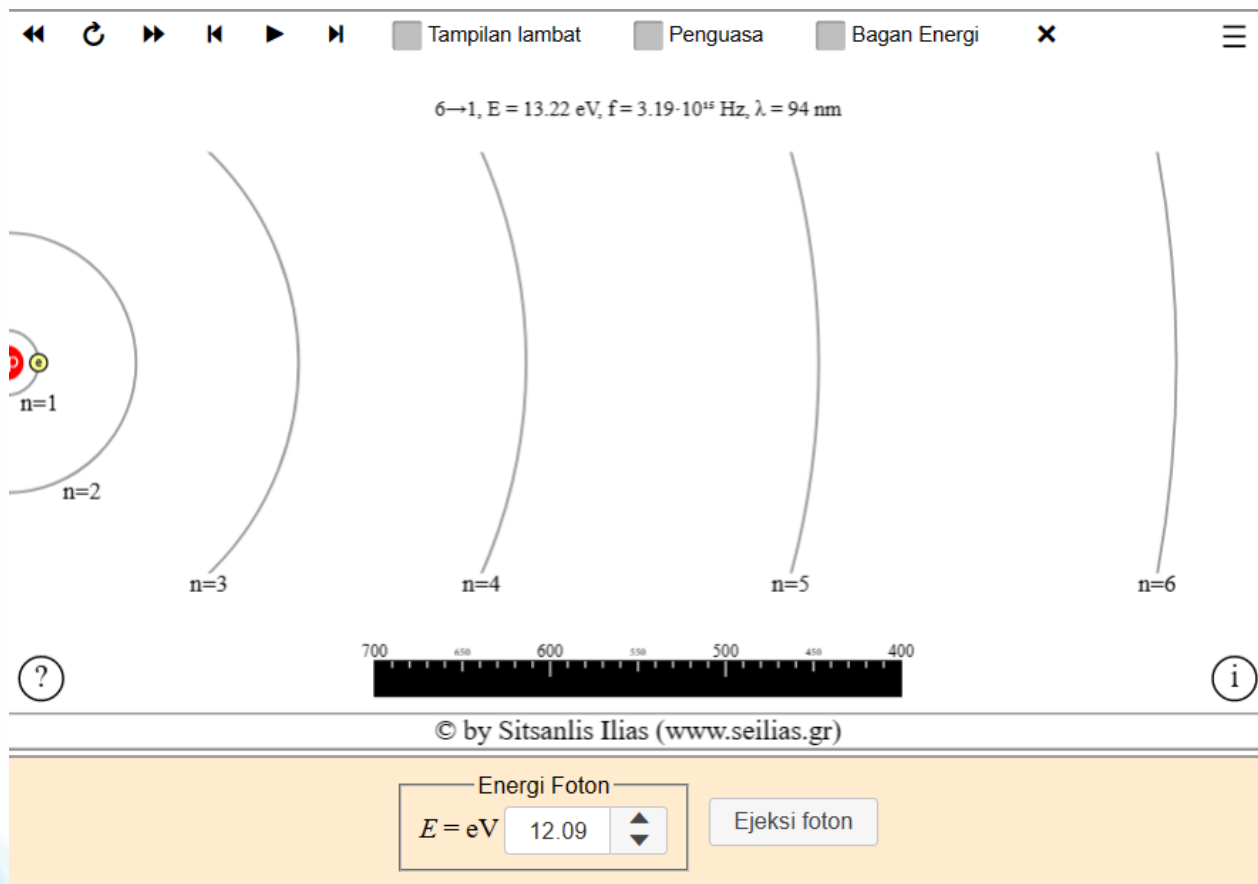 Tampilan lambat Penguasa Bagan Energi
6→1, E = 13.22 eV, f = 3.19·10¹⁵ Hz, λ = 94 nm
p e
n=1
n=2
n=3 n=4 n=5 n=6
700 650 600 550 500 450 400
? i
© by Sitsanlis Ilias (www.seilias.gr)
Energi Foton
E = eV 12.09 Ejeksi foton